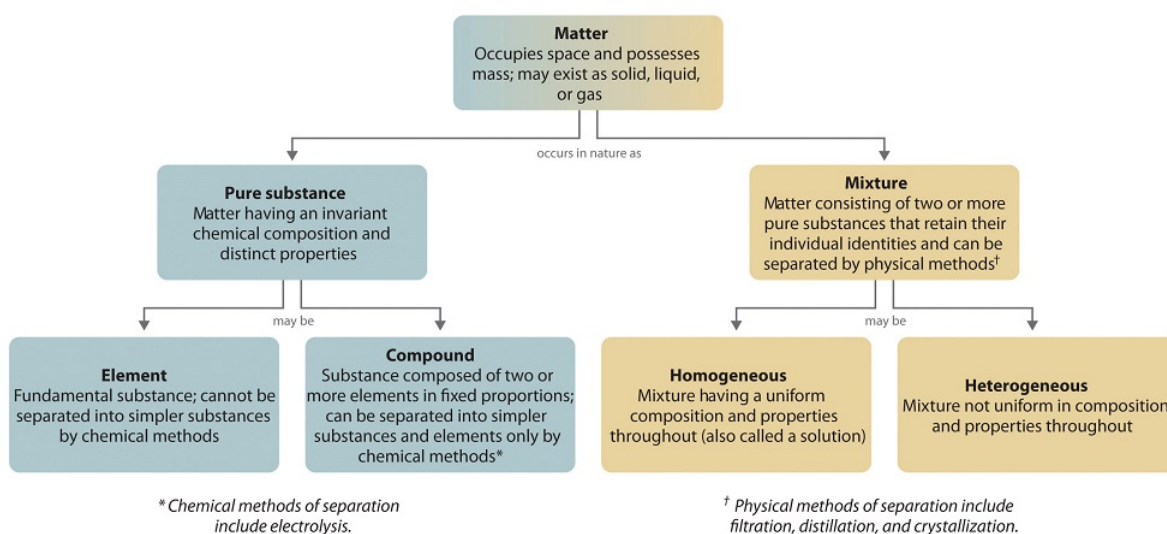 Matter
Occupies space and possesses
mass; may exist as solid, liquid,
or gas
occurs in nature as
Pure substance
Matter having an invariant
chemical composition and
distinct properties
Mixture
Matter consisting of two or more
pure substances that retain their
individual identities and can be
separated by physical methods†
may be
may be
Element
Fundamental substance; cannot be
separated into simpler substances
by chemical methods
Compound
Substance composed of two or
more elements in fixed proportions;
can be separated into simpler
substances and elements only by
chemical methods*
Homogeneous
Mixture having a uniform
composition and properties
throughout (also called a solution)
Heterogeneous
Mixture not uniform in composition
and properties throughout
* Chemical methods of separation
include electrolysis.
† Physical methods of separation include
filtration, distillation, and crystallization.